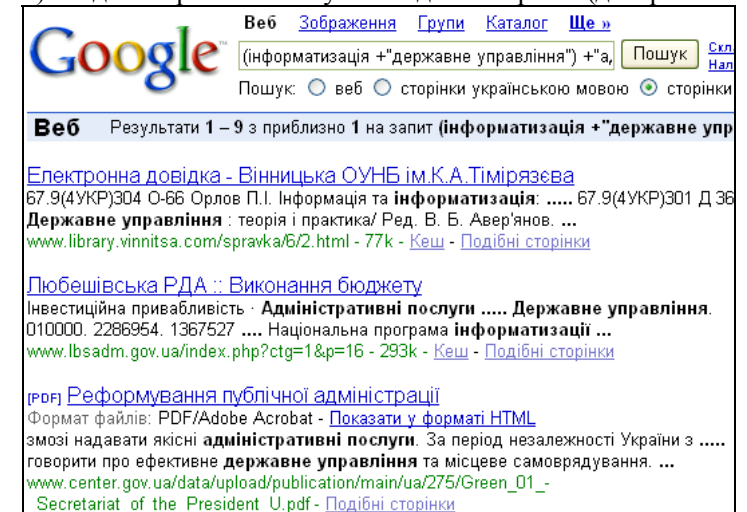 Веб Зображення Групи Каталог Ще »
Google™
(інформатизація +"державне управління") +"а, Пошук
Пошук: веб сторінки українською мовою сторінки
Веб Результати 1 – 9 з приблизно 1 на запит (інформатизація +"державне упр
Електронна довідка - Вінницька ОУНБ ім.К.А.Тімірязєва
67.9(4УКР)304 О-66 Орлов П.І. Інформація та інформатизація: ..... 67.9(4УКР)301 Д 36
Державне управління : теорія і практика/ Ред. В. Б. Авер'янов. ...
www.library.vinnitsa.com/spravka/6/2.html - 77k - Кеш - Подібні сторінки
Любешівська РДА :: Виконання бюджету
Інвестиційна привабливість · Адміністративні послуги ..... Державне управління.
010000. 2286954. 1367527 .... Національна програма інформатизації ...
www.lbsadm.gov.ua/index.php?ctg=1&p=16 - 293k - Кеш - Подібні сторінки
[PDF] Реформування публічної адміністрації
Формат файлів: PDF/Adobe Acrobat - Показати у форматі HTML
змозі надавати якісні адміністративні послуги. За період незалежності України з .....
говорити про ефективне державне управління та місцеве самоврядування. ...
www.center.gov.ua/data/upload/publication/main/ua/275/Green_01_-
_Secretariat_of_the_President_U.pdf - Подібні сторінки